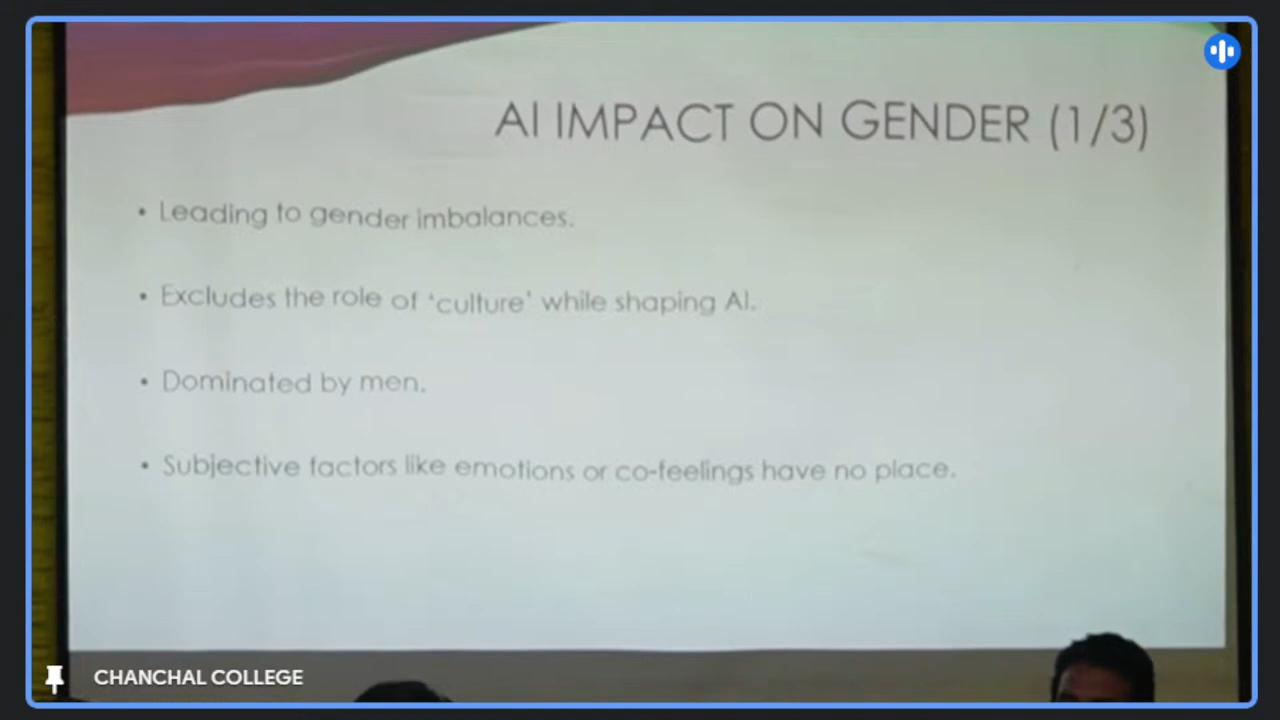 AI IMPACT ON GENDER (1/3)
• Leading to gender imbalances.
• Excludes the role of ‘culture’ while shaping AI.
• Dominated by men.
• Subjective factors like emotions or co-feelings have no place.
CHANCHAL COLLEGE